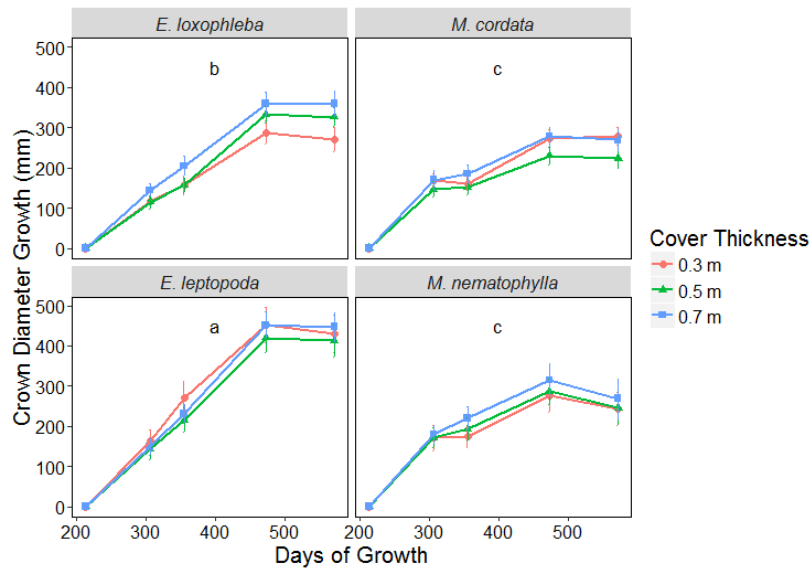 E. loxophleba
M. cordata
b
c
500
400
300
200
100
0
E. leptopoda
M. nematophylla
a
c
500
400
300
200
100
0
200
300
400
500
200
300
400
500
Days of Growth
Crown Diameter Growth (mm)
Cover Thickness
0.3 m
0.5 m
0.7 m